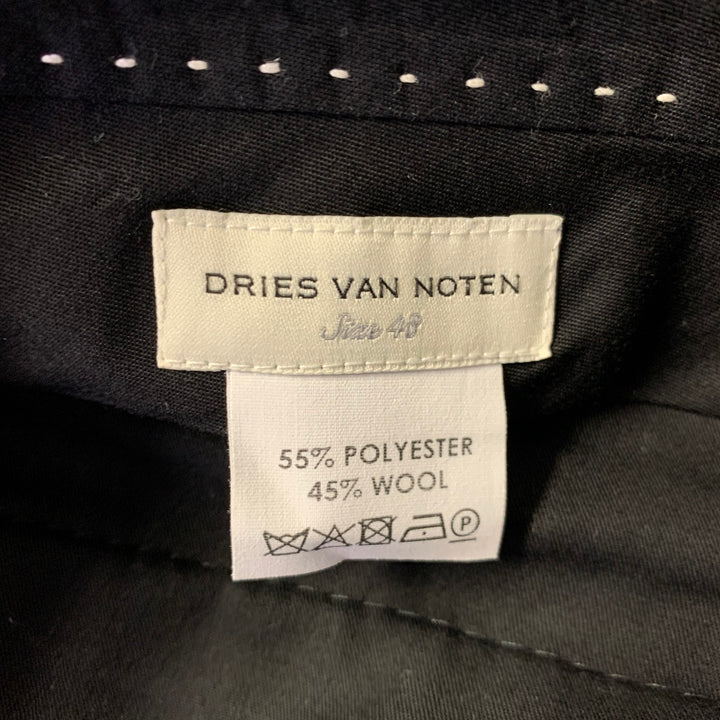 DRIES VAN NOTEN
Size 48
55% POLYESTER
45% WOOL
P